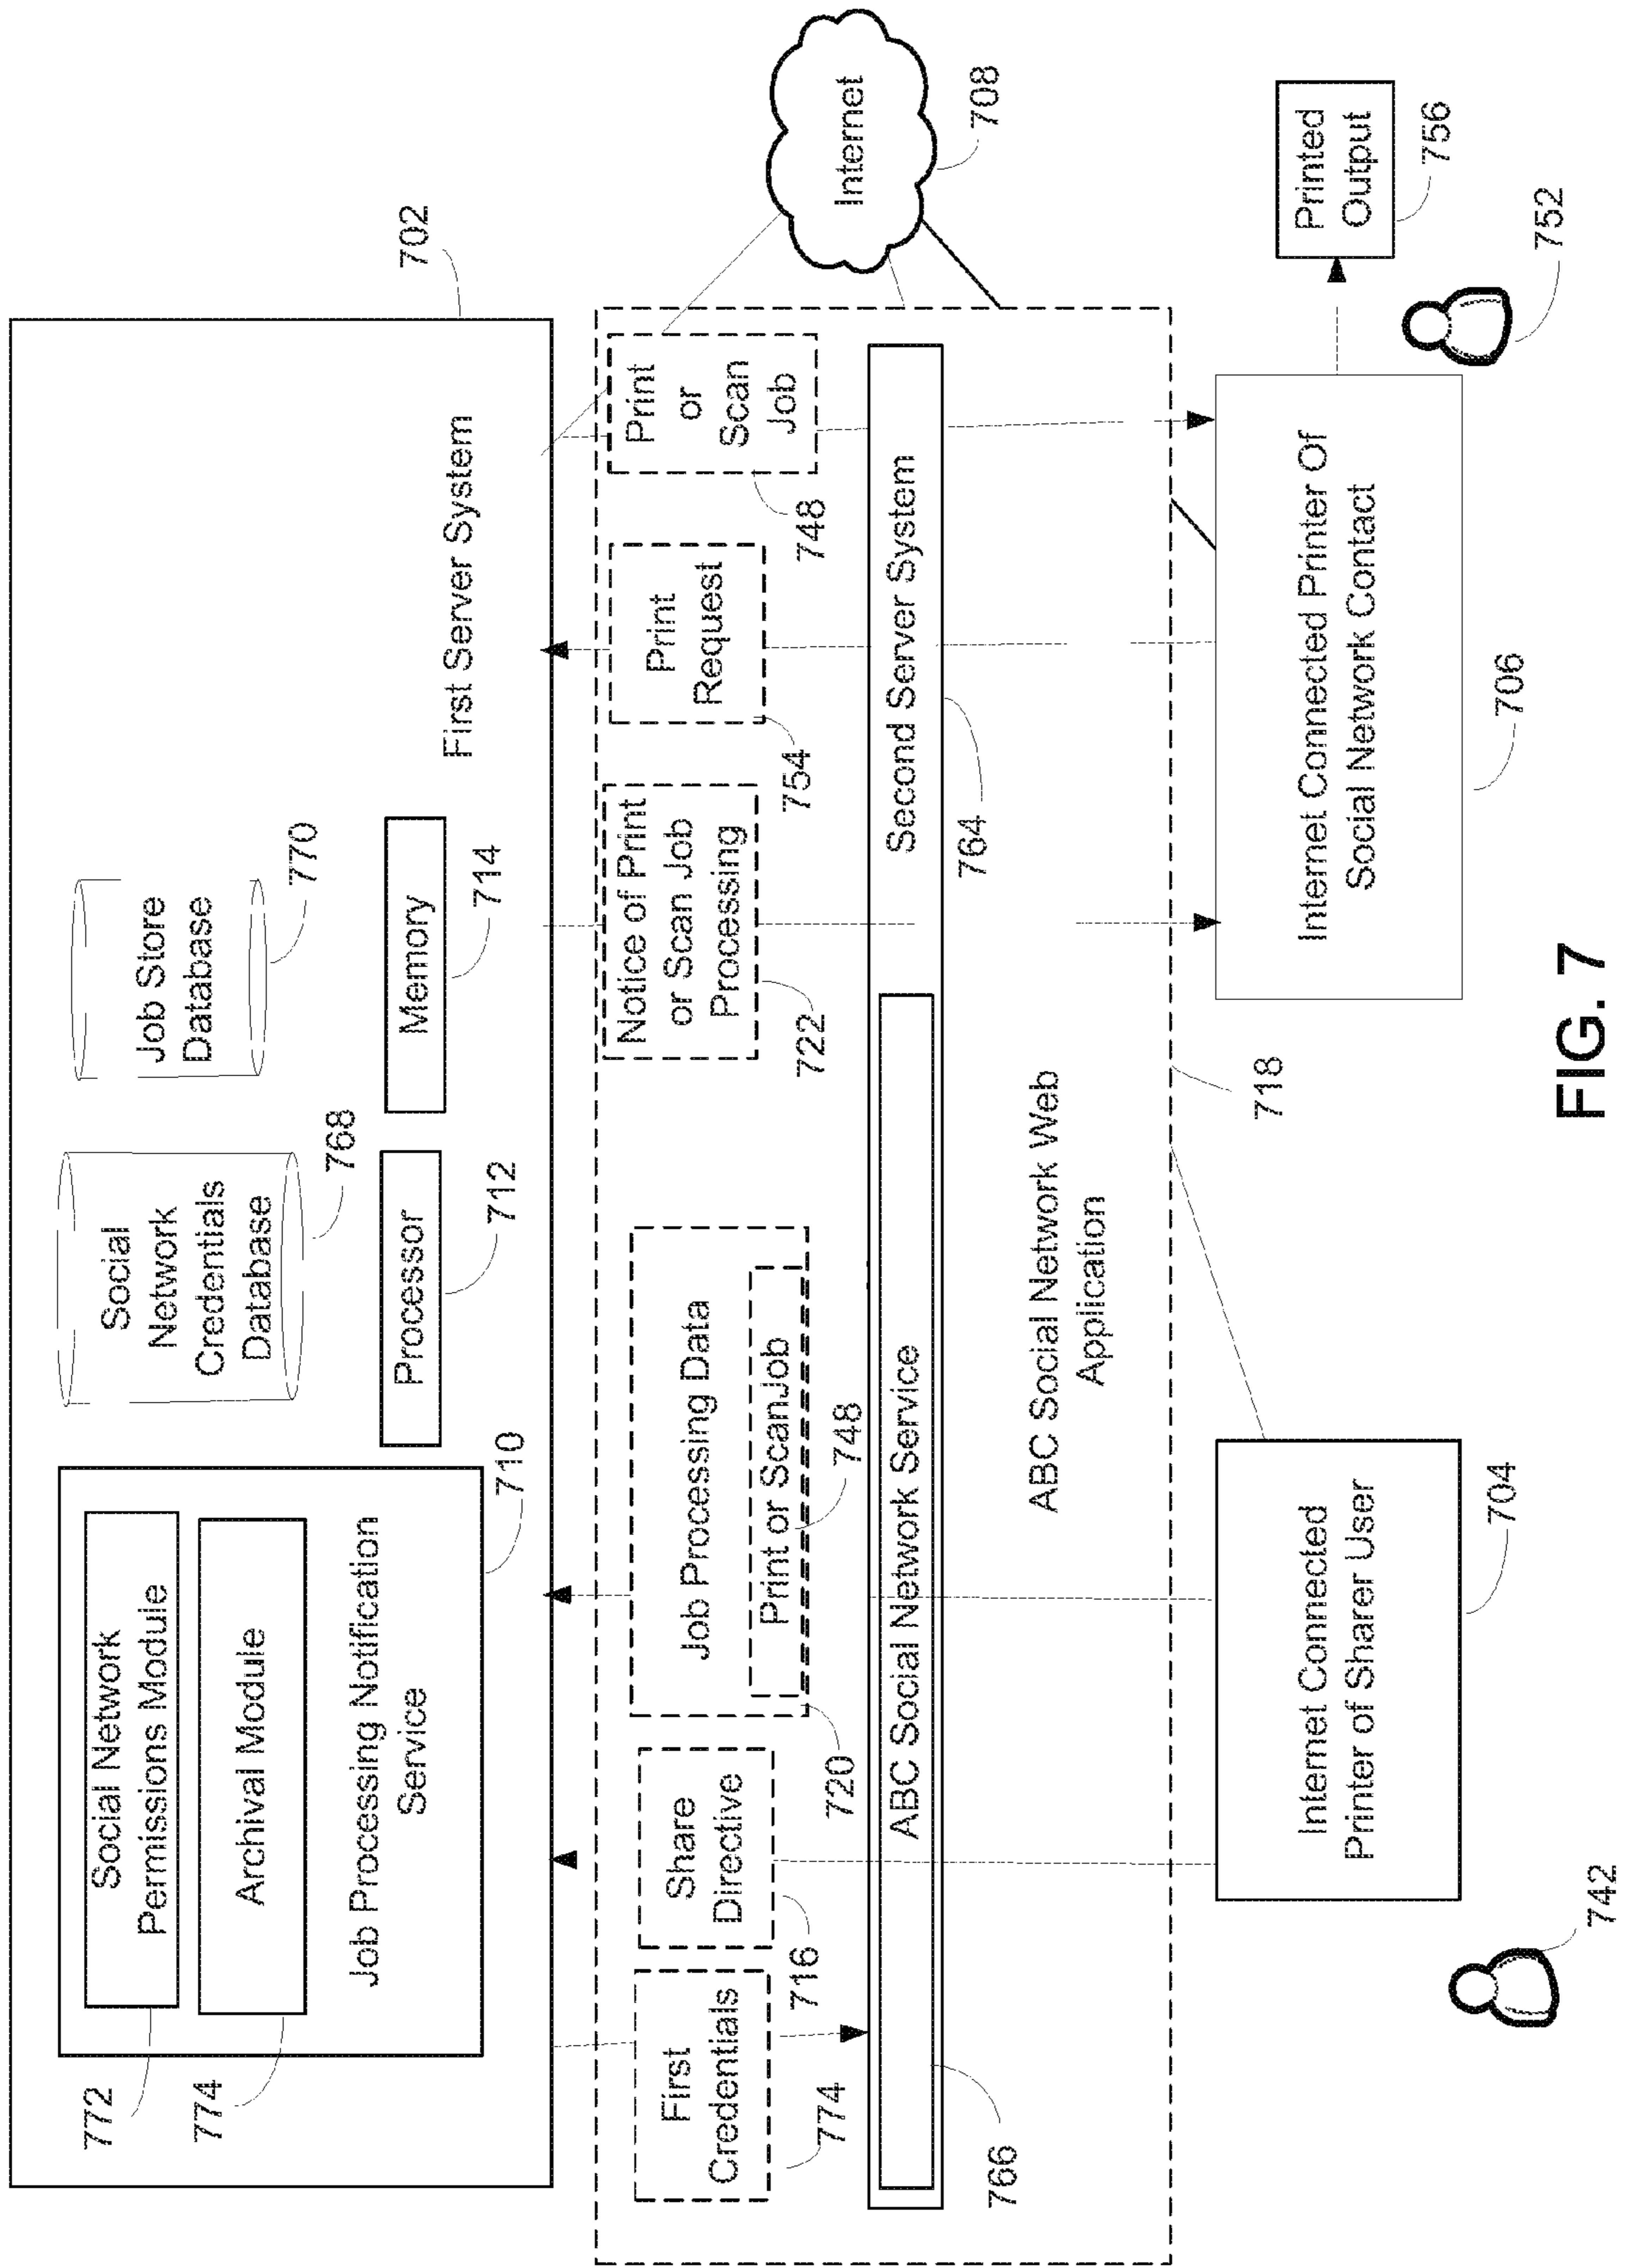 702
Social Network
Permissions Module
Archival Module
Job Processing Notification
Service
772
774
710
Social
Network
Credentials
Database
768
Job Store
Database
770
Processor
712
Memory
714
First Server System
First
Credentials
774
Share
Directive
716
Job Processing Data
Print or ScanJob
720
748
Notice of Print
or Scan Job
Processing
722
Print
Request
754
Print
or
Scan
Job
748
Internet
708
ABC Social Network Service
766
Second Server System
764
ABC Social Network Web
Application
718
Internet Connected
Printer of Sharer User
704
742
Internet Connected Printer Of
Social Network Contact
706
Printed
Output
756
752
FIG. 7